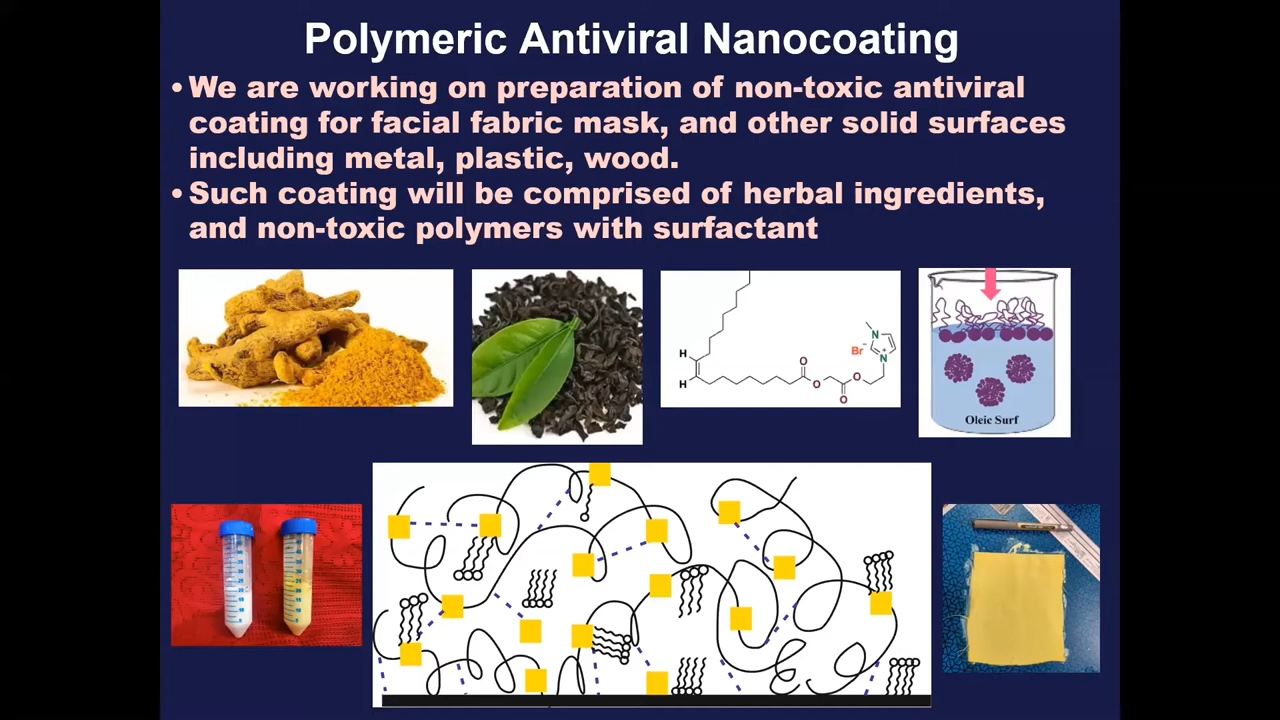 Polymeric Antiviral Nanocoating
• We are working on preparation of non-toxic antiviral
coating for facial fabric mask, and other solid surfaces
including metal, plastic, wood.
• Such coating will be comprised of herbal ingredients,
and non-toxic polymers with surfactant
H
H
O
O
O
O
Br⁻
N
N⁺
Oleic Surf